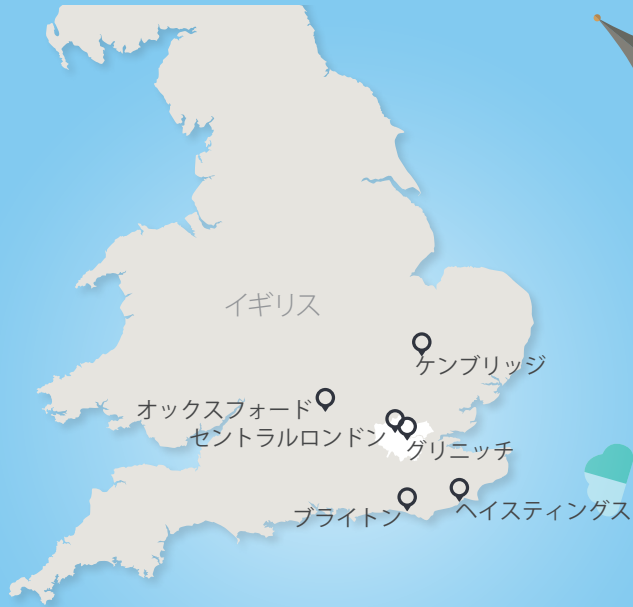 イギリス
ケンブリッジ
オックスフォード
セントラルロンドン
グリニッチ
ブライトン
ヘイスティングス